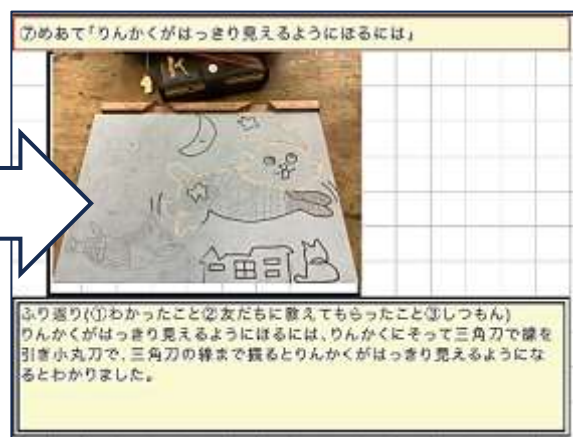 ⑦めあて「りんかくがはっきり見えるようにほるには」
K
ふり返り(①わかったこと②友だちに教えてもらったこと③しつもん)
りんかくがはっきり見えるようにほるには、りんかくにそって三角刀で線を
引き小丸刀で、三角刀の線まで掘るとりんかくがはっきり見えるようにな
るとわかりました。